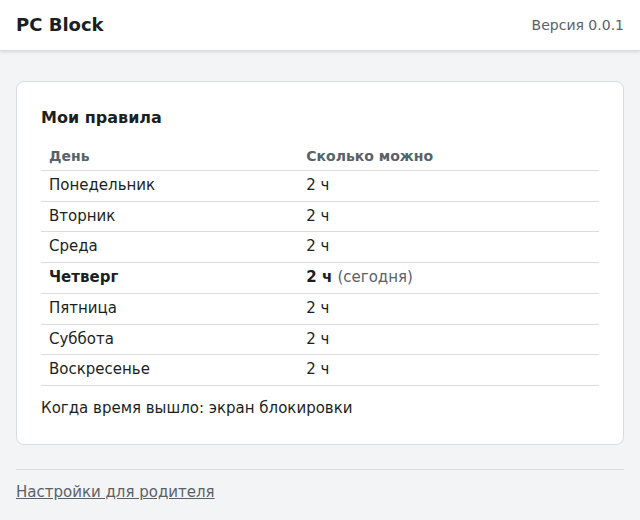 PC Block
Версия 0.0.1
Мои правила
День Сколько можно
Понедельник 2 ч
Вторник 2 ч
Среда 2 ч
Четверг 2 ч (сегодня)
Пятница 2 ч
Суббота 2 ч
Воскресенье 2 ч
Когда время вышло: экран блокировки
Настройки для родителя